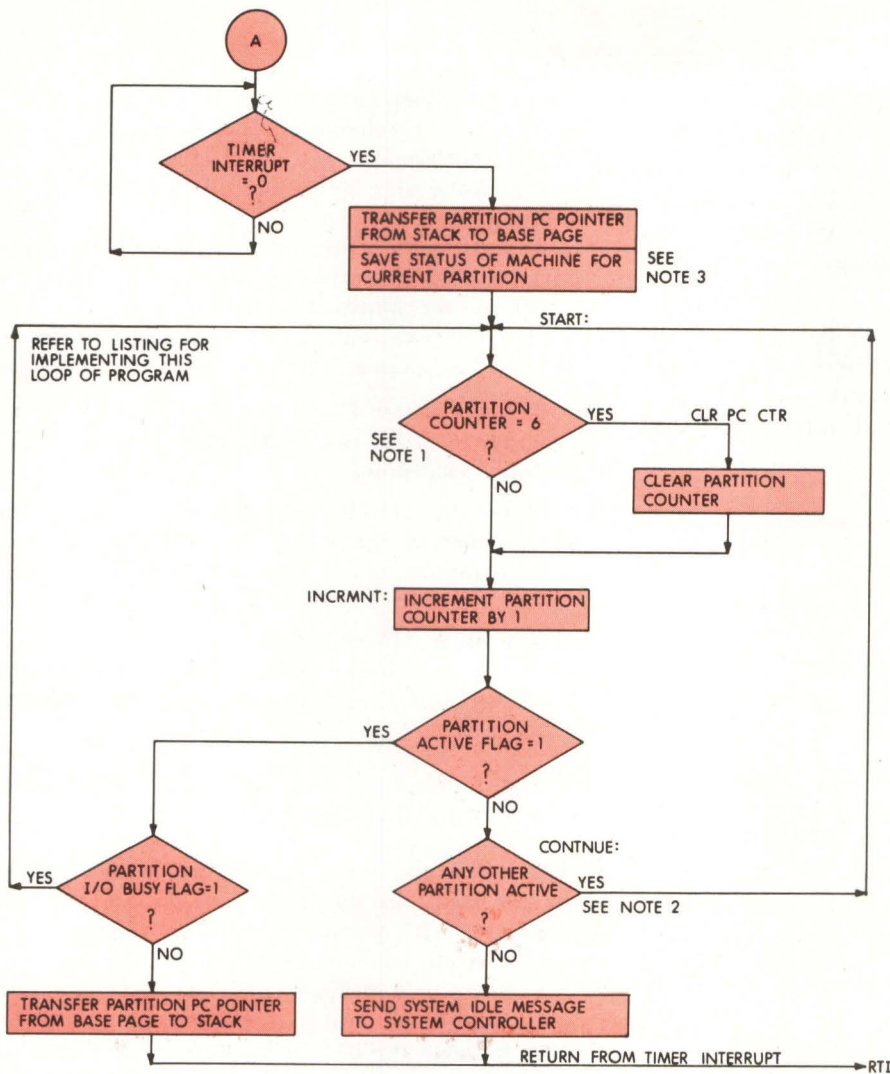 A
TIMER
INTERRUPT
= 0
?
YES
NO
TRANSFER PARTITION PC POINTER
FROM STACK TO BASE PAGE
SAVE STATUS OF MACHINE FOR
CURRENT PARTITION
SEE
NOTE 3
START:
REFER TO LISTING FOR
IMPLEMENTING THIS
LOOP OF PROGRAM
PARTITION
COUNTER = 6
?
YES
CLR PC CTR
SEE
NOTE 1
NO
CLEAR PARTITION
COUNTER
INCRMNT:
INCREMENT PARTITION
COUNTER BY 1
YES
PARTITION
ACTIVE FLAG=1
?
NO
CONTNUE:
YES
PARTITION
I/O BUSY FLAG=1
?
NO
ANY OTHER
PARTITION ACTIVE
?
YES
SEE NOTE 2
NO
TRANSFER PARTITION PC POINTER
FROM BASE PAGE TO STACK
SEND SYSTEM IDLE MESSAGE
TO SYSTEM CONTROLLER
RETURN FROM TIMER INTERRUPT
RTI